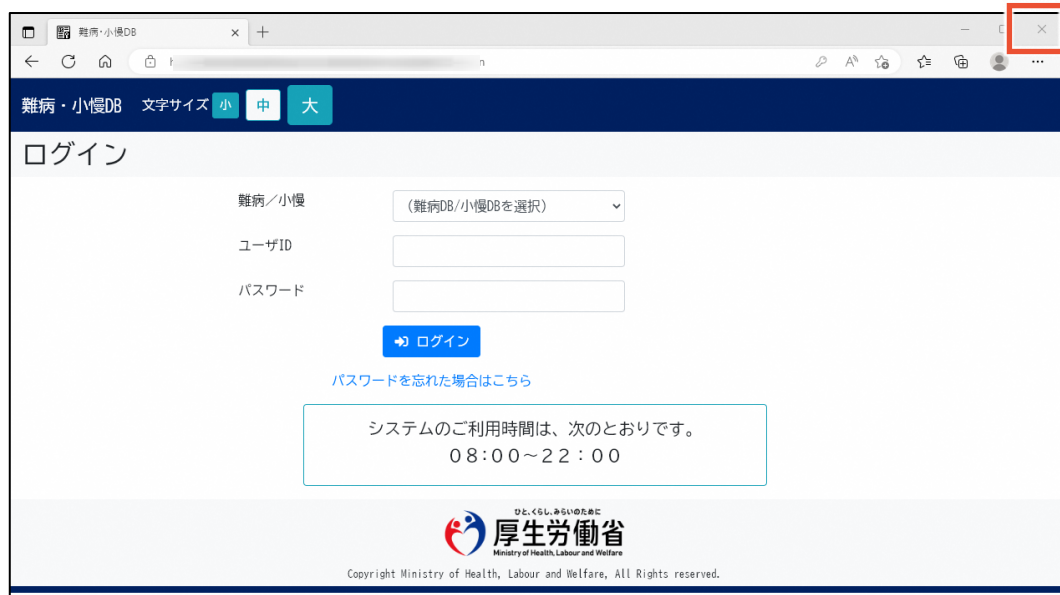 難病・小慢DB
難病・小慢DB 文字サイズ 小 中 大
ログイン
難病／小慢 (難病DB/小慢DBを選択)
ユーザID
パスワード
ログイン
パスワードを忘れた場合はこちら
システムのご利用時間は、次のとおりです。
０８：００～２２：００
ひと、くらし、みらいのために
厚生労働省
Ministry of Health, Labour and Welfare
Copyright Ministry of Health, Labour and Welfare, All Rights reserved.